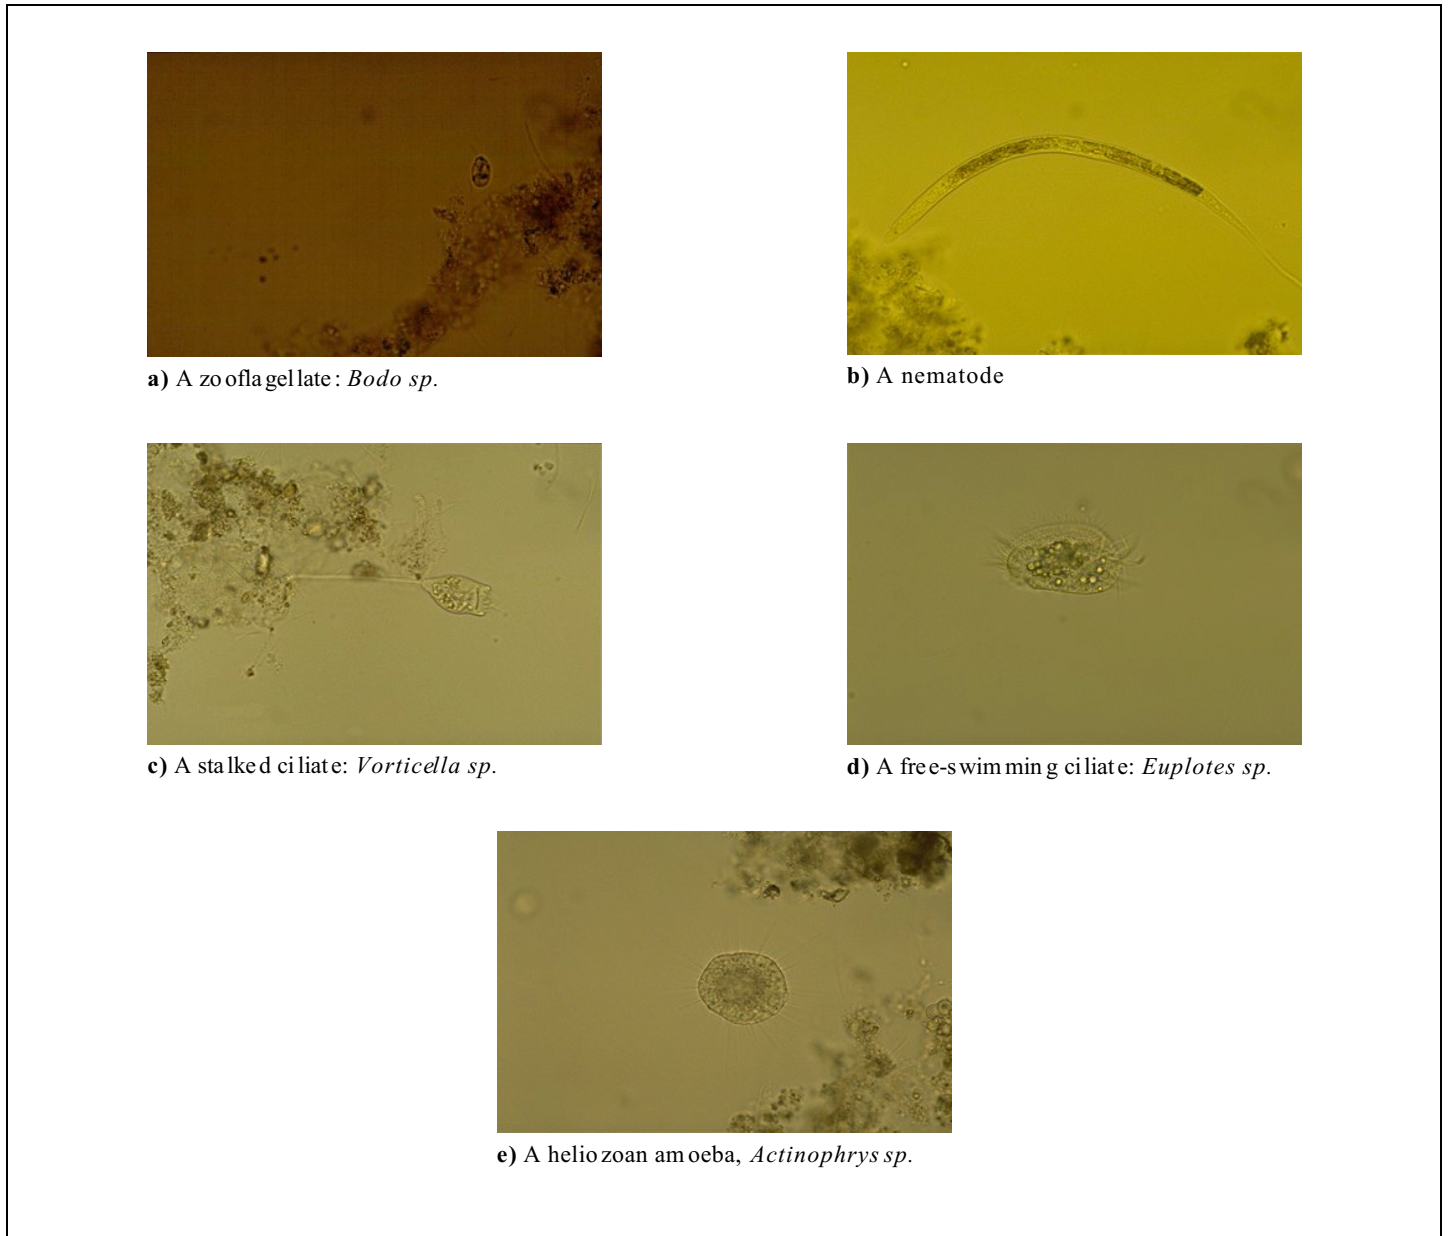 a) A zooflagellate: Bodo sp.
b) A nematode
c) A stalked ciliate: Vorticella sp.
d) A free-swimming ciliate: Euplotes sp.
e) A heliozoan amoeba, Actinophrys sp.